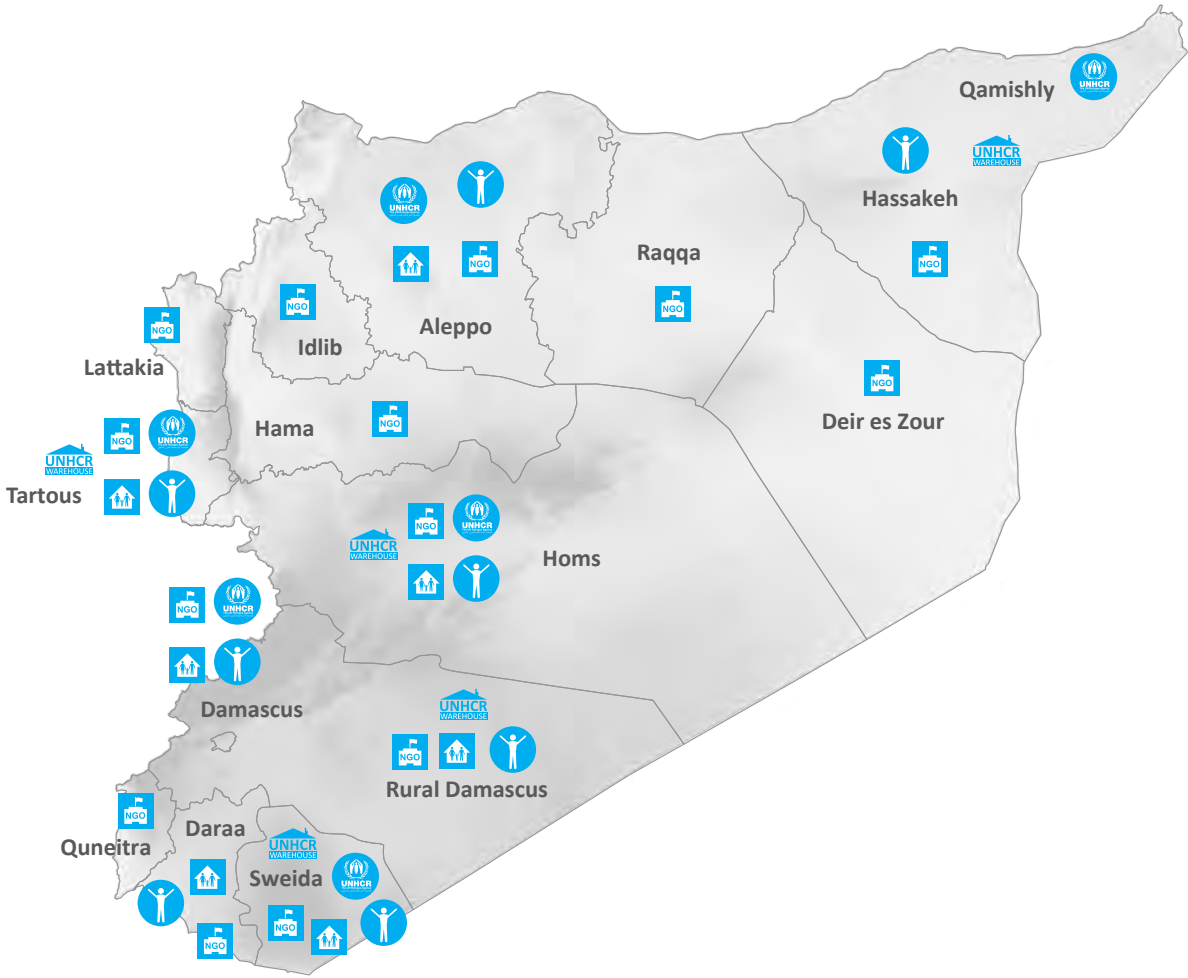 Qamishly
UNHCR
UNHCR
WAREHOUSE
Hassakeh
NGO
UNHCR
NGO
Aleppo
Raqqa
NGO
NGO
Idlib
NGO
Lattakia
NGO
Deir es Zour
NGO
Hama
NGO
UNHCR
UNHCR
WAREHOUSE
Tartous
NGO
UNHCR
UNHCR
WAREHOUSE
Homs
NGO
UNHCR
Damascus
UNHCR
WAREHOUSE
NGO
Rural Damascus
NGO
Quneitra
Daraa
NGO
UNHCR
WAREHOUSE
Sweida
UNHCR
NGO